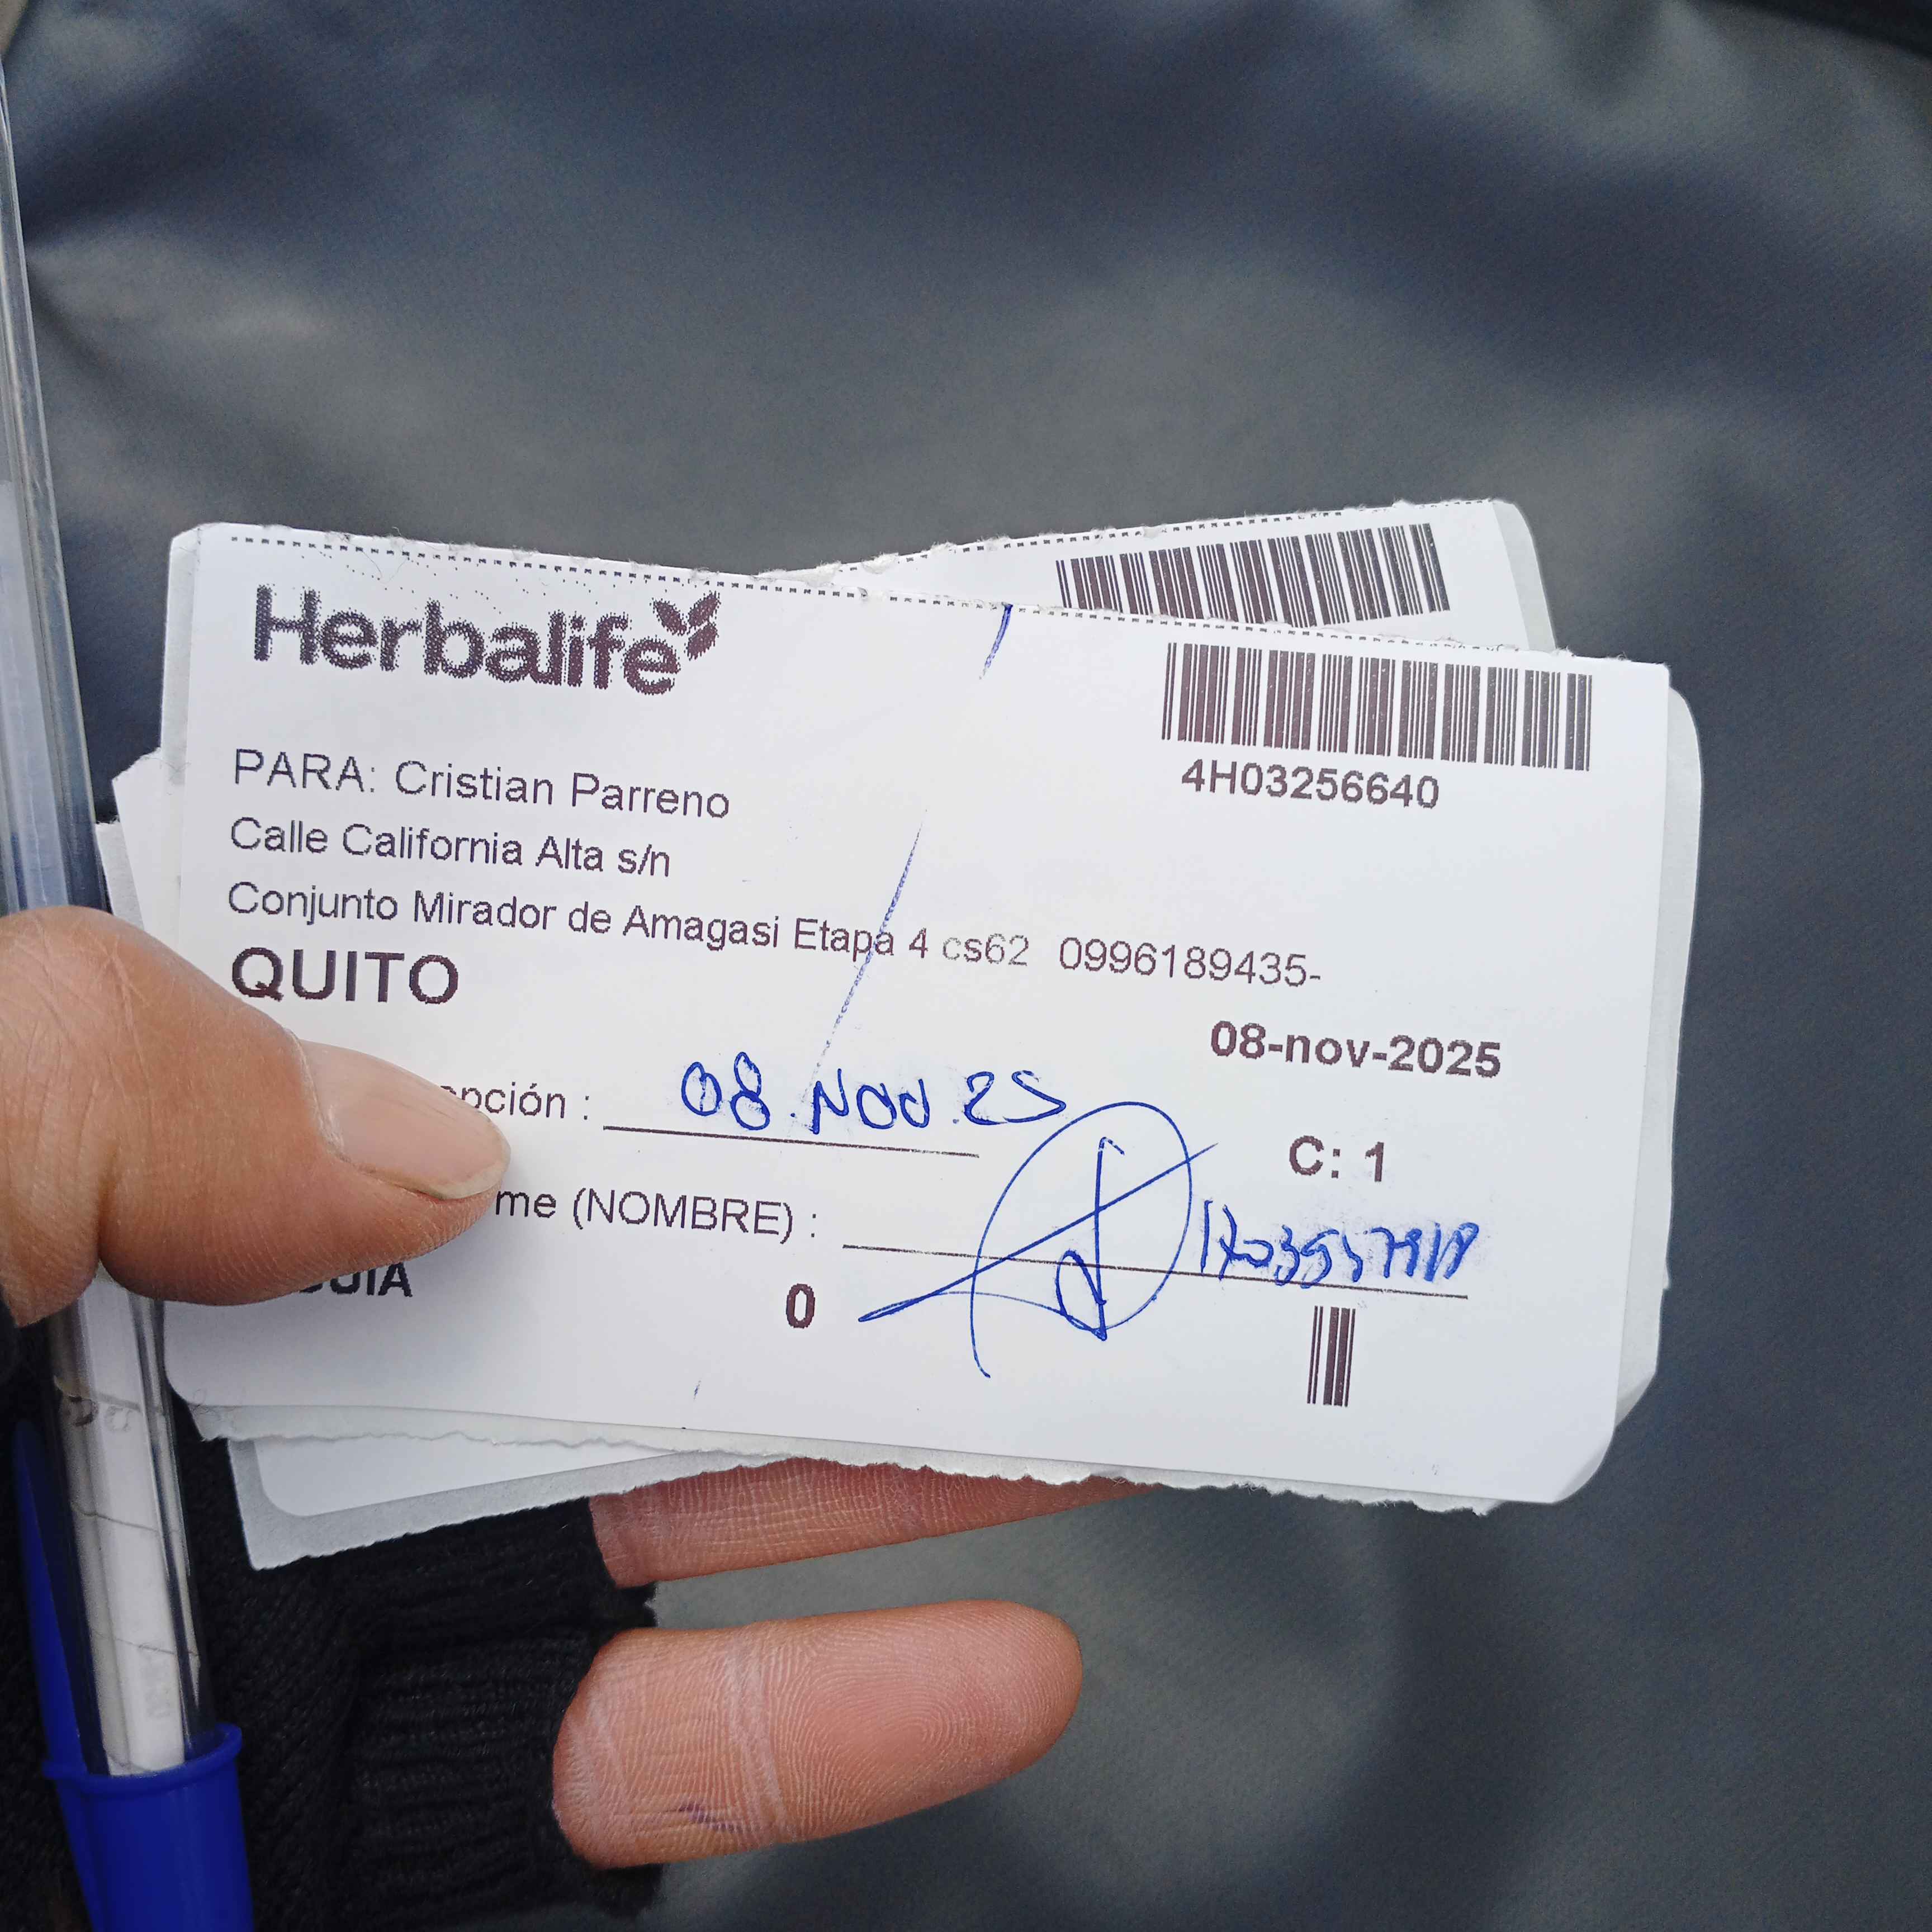 Herbalife
4H03256640
PARA: Cristian Parreno
Calle California Alta s/n
Conjunto Mirador de Amagasi Etapa 4 cs62 0996189435-
QUITO
08-nov-2025
pción : 08.NOV.25
C: 1
me (NOMBRE) :
GUIA 0